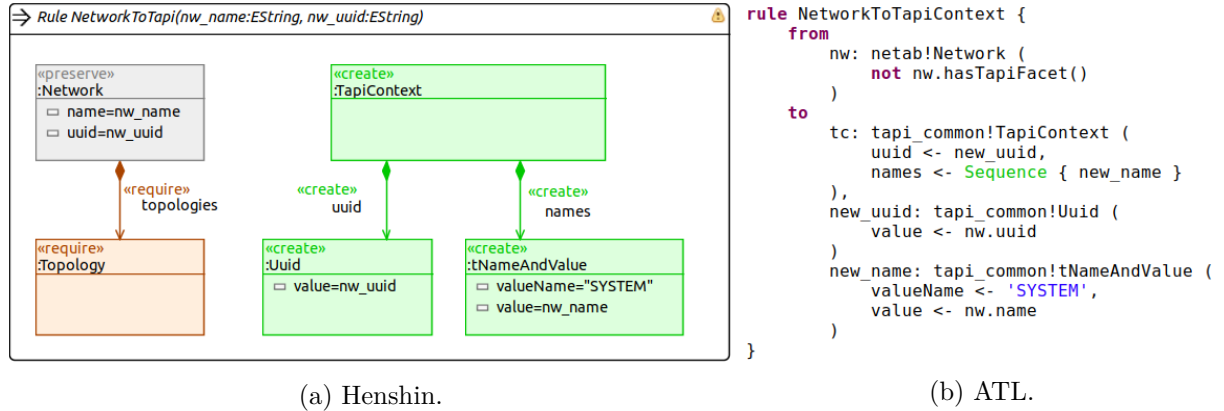 Rule NetworkToTapi(nw_name:EString, nw_uuid:EString)
«preserve»
:Network
name=nw_name
uuid=nw_uuid
«create»
:TapiContext
«require»
topologies
«create»
uuid
«create»
names
«require»
:Topology
«create»
:Uuid
value=nw_uuid
«create»
:tNameAndValue
valueName="SYSTEM"
value=nw_name
(a) Henshin.
rule NetworkToTapiContext {
from
nw: netab!Network (
not nw.hasTapiFacet()
)
to
tc: tapi_common!TapiContext (
uuid <- new_uuid,
names <- Sequence { new_name }
),
new_uuid: tapi_common!Uuid (
value <- nw.uuid
)
new_name: tapi_common!tNameAndValue (
valueName <- 'SYSTEM',
value <- nw.name
)
}
(b) ATL.